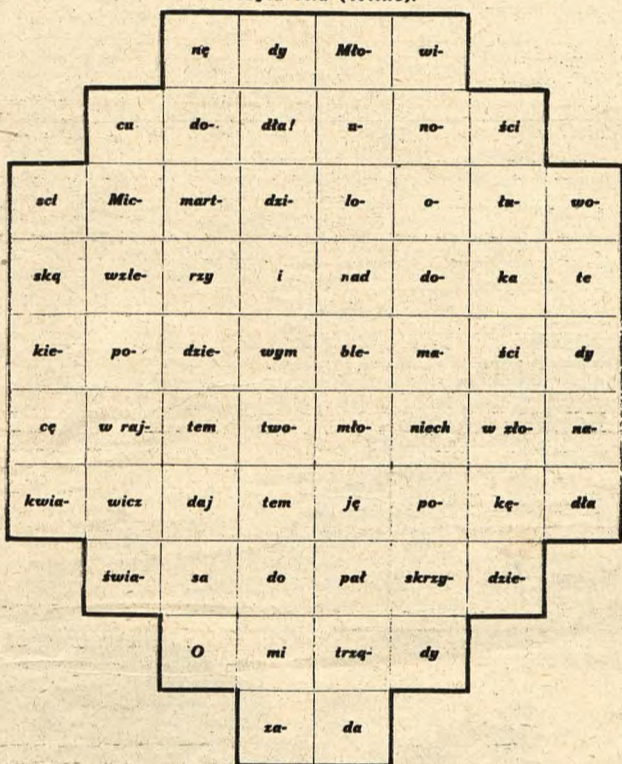 nę dy Mło- wi-
cu do- dła! u- no- ści
scl Mic- mart- dzi- lo- o- łu- wo-
ską wzle- rzy i nad do- ka te
kie- po- dzie- wym ble- ma- ści dy
cę w raj- tem two- mło- niech w zło- na-
kwia- wicz daj tem ję po- kę- dła
świa- sa do pał skrzy- dzie-
O mi trzą- dy
za- da